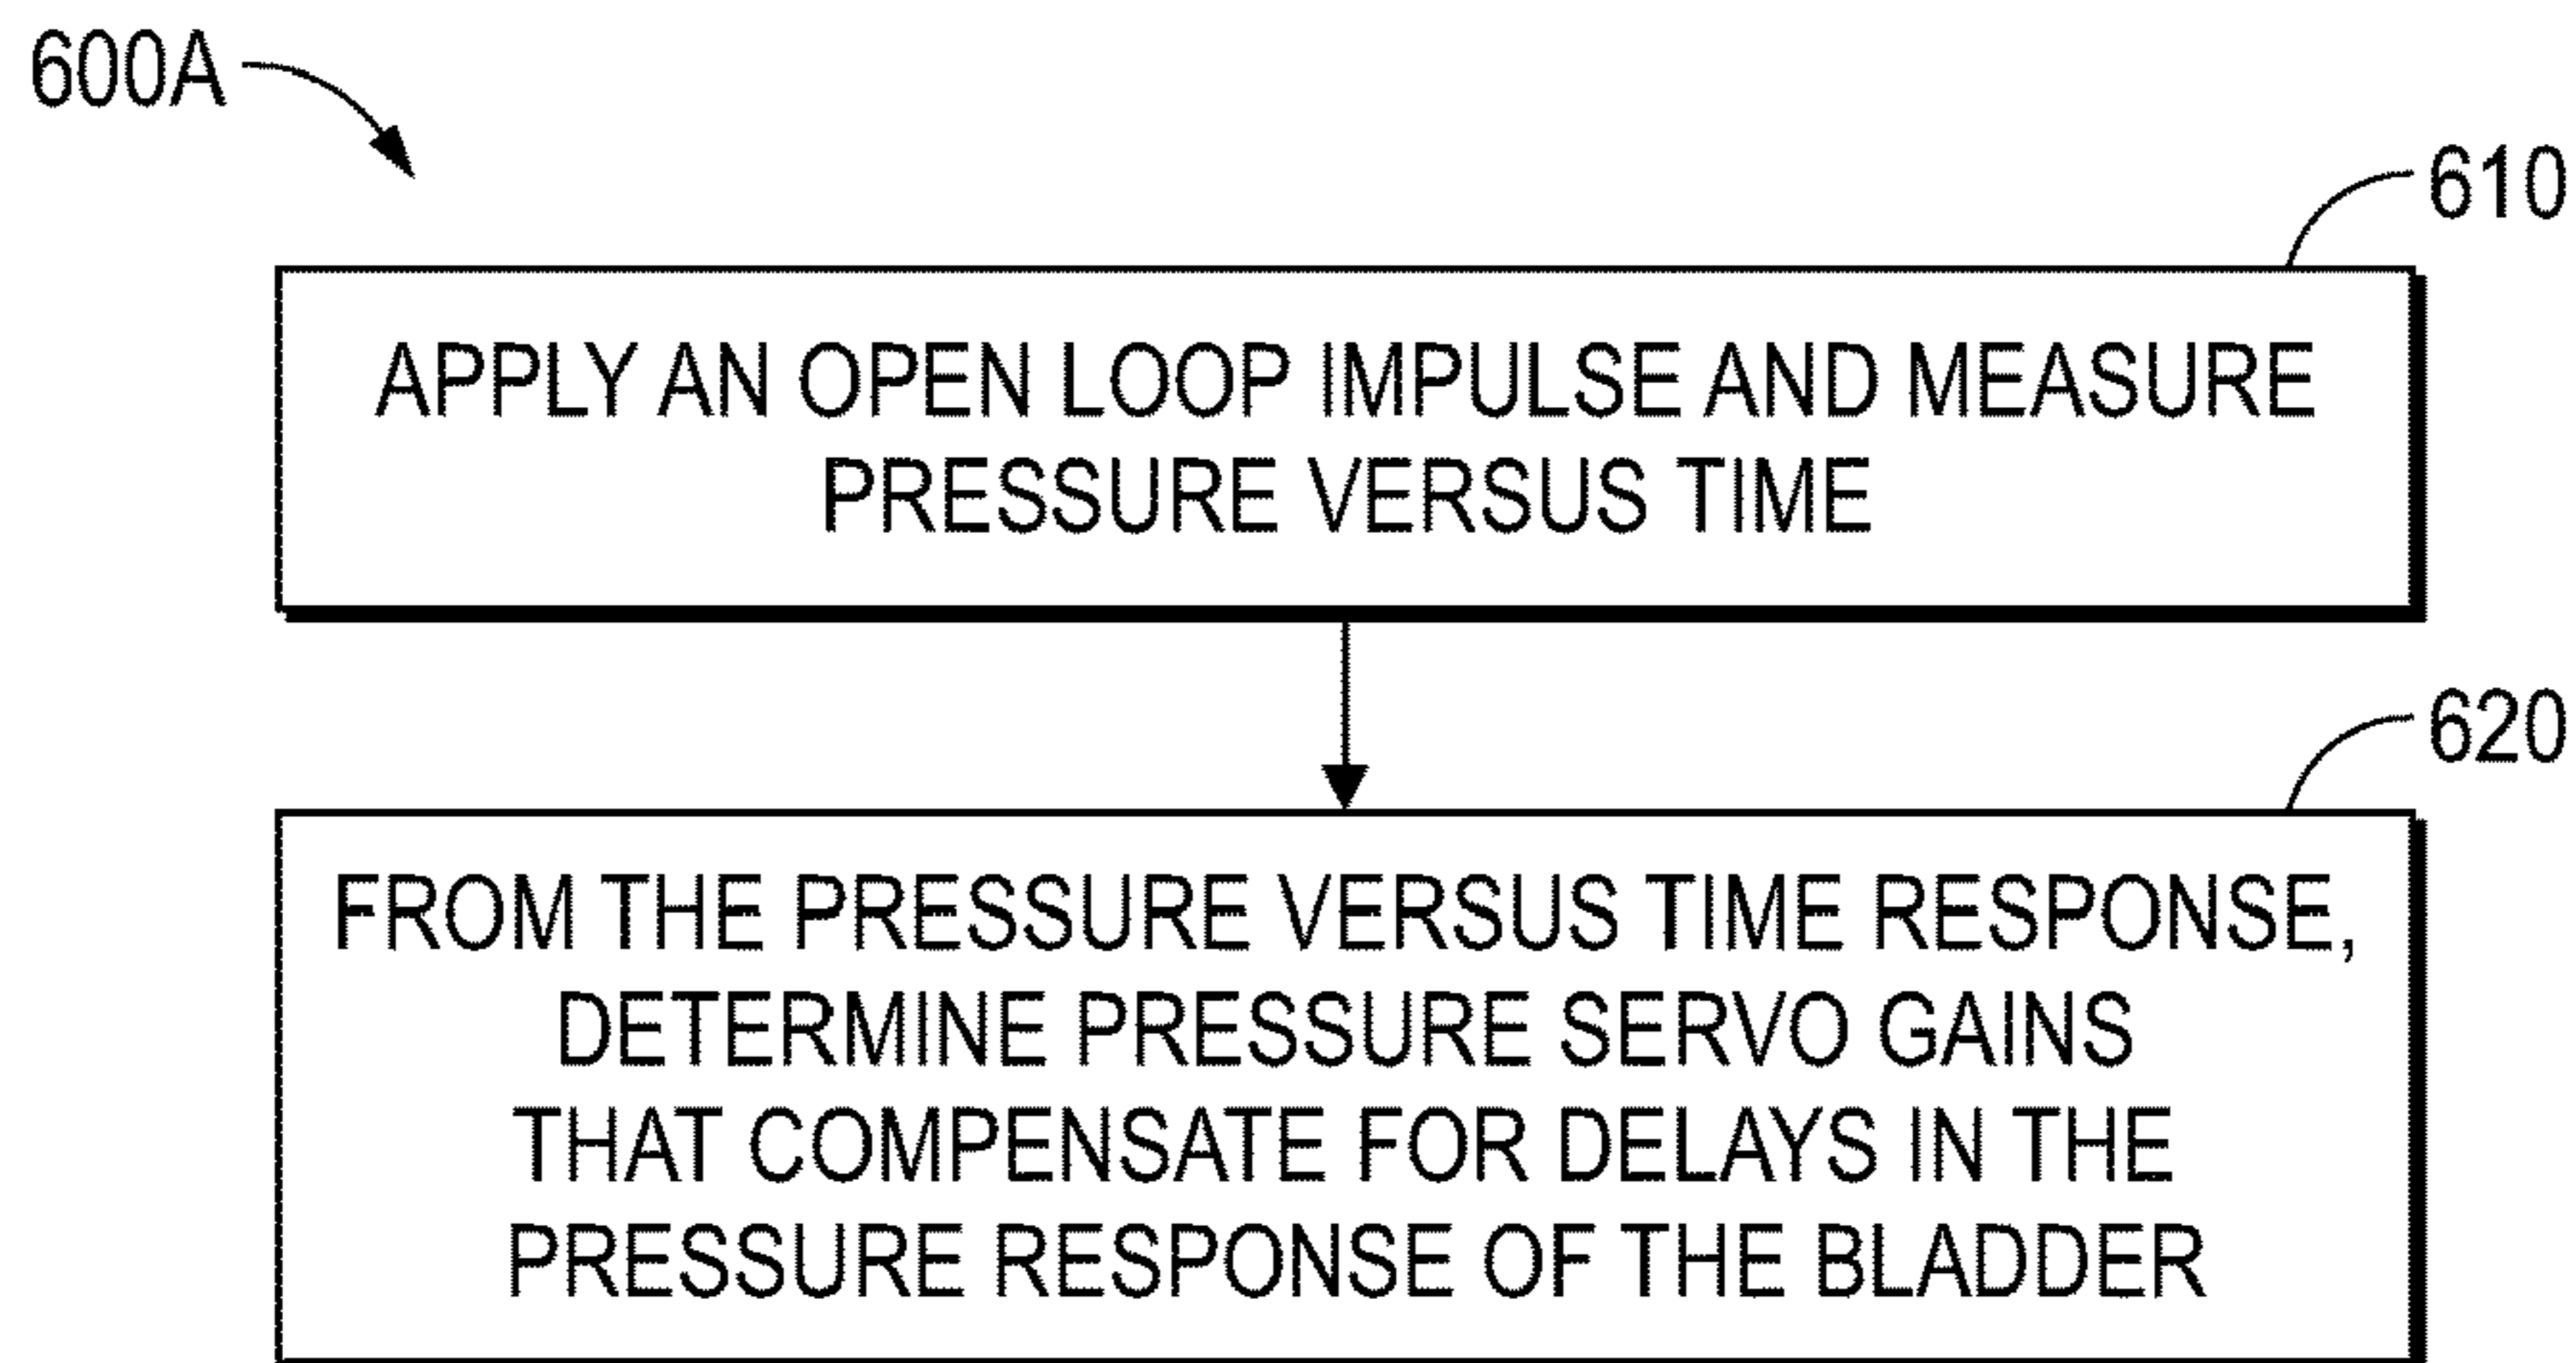 600A
610
APPLY AN OPEN LOOP IMPULSE AND MEASURE
PRESSURE VERSUS TIME
620
FROM THE PRESSURE VERSUS TIME RESPONSE,
DETERMINE PRESSURE SERVO GAINS
THAT COMPENSATE FOR DELAYS IN THE
PRESSURE RESPONSE OF THE BLADDER